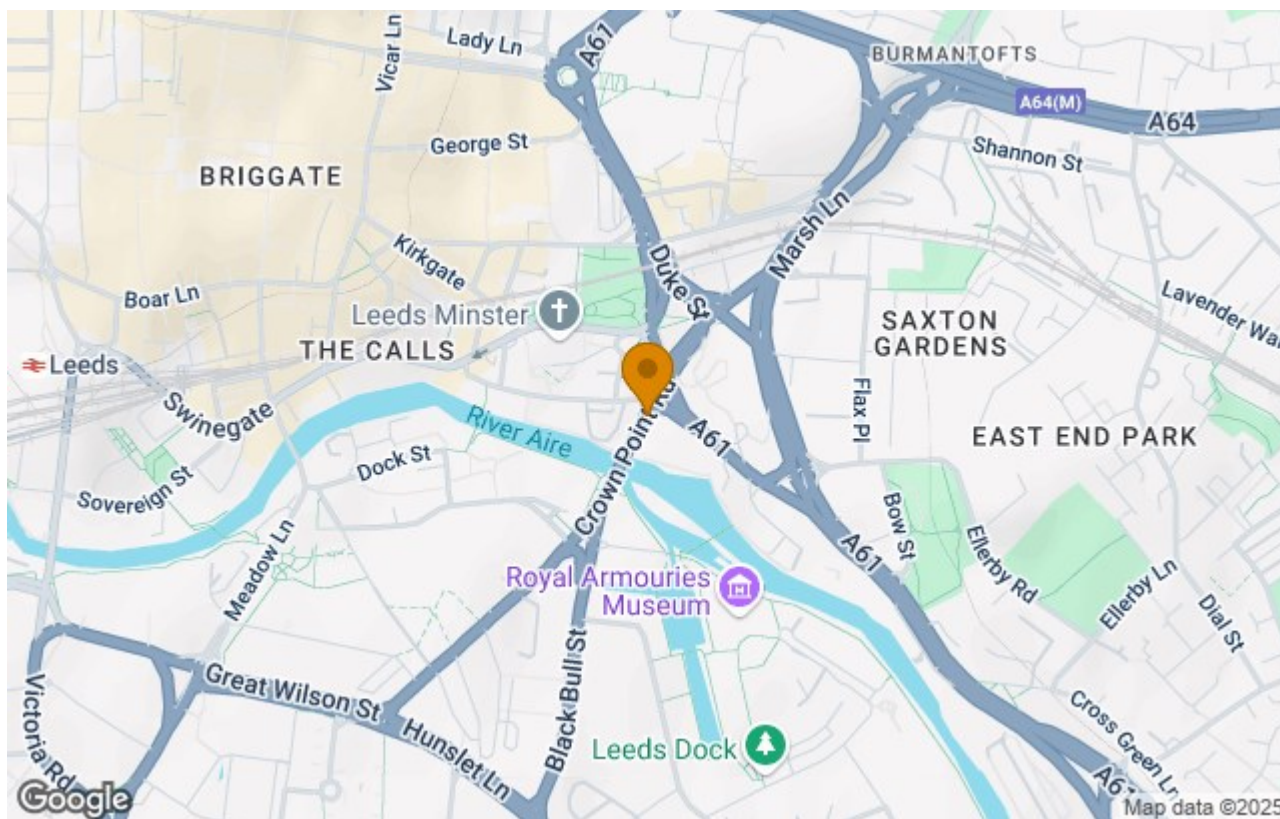 Lady Ln
A61
Vicar Ln
BURMANTOFTS
A64(M)
A64
George St
Shannon St
BRIGGATE
Marsh Ln
Kirkgate
Duke St
Boar Ln
Lavender Wal
Leeds Minster
SAXTON
GARDENS
THE CALLS
Leeds
Swinegate
Flax Pl
River Aire
Crown Point Rd
A61
EAST END PARK
Dock St
Sovereign St
Bow St
Ellerby Rd
A61
Meadow Ln
Royal Armouries
Museum
Ellerby Ln
Dial St
Great Wilson St
Black Bull St
Victoria Rd
Hunslet Ln
Leeds Dock
Cross Green Ln
A61
Google
Map data ©2025